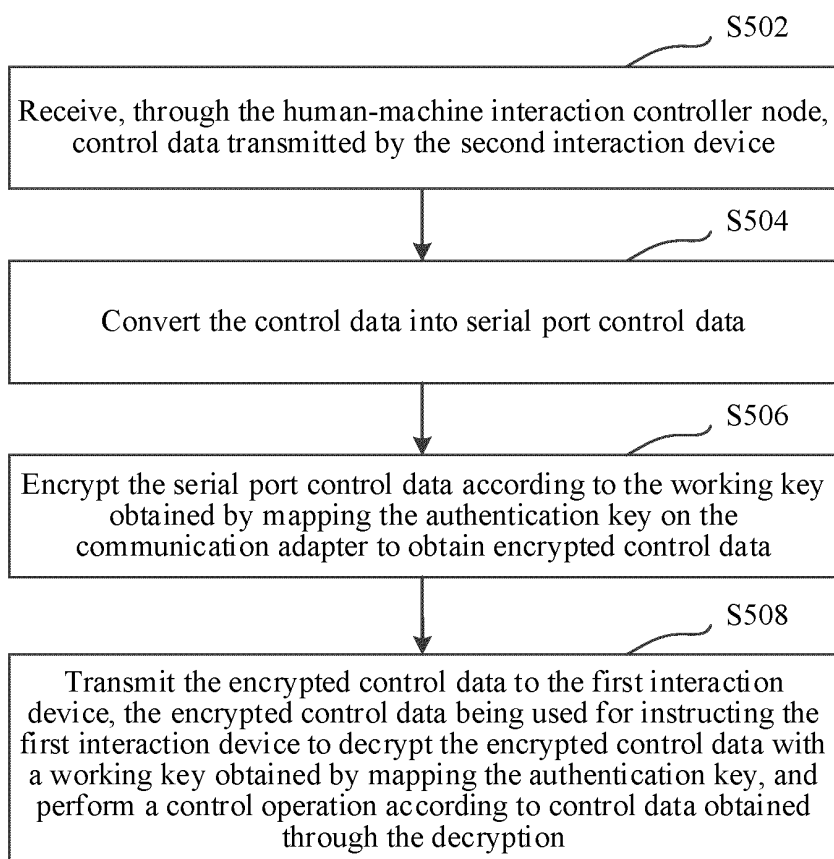 S502
Receive, through the human-machine interaction controller node,
control data transmitted by the second interaction device
S504
Convert the control data into serial port control data
S506
Encrypt the serial port control data according to the working key
obtained by mapping the authentication key on the
communication adapter to obtain encrypted control data
S508
Transmit the encrypted control data to the first interaction
device, the encrypted control data being used for instructing the
first interaction device to decrypt the encrypted control data with
a working key obtained by mapping the authentication key, and
perform a control operation according to control data obtained
through the decryption